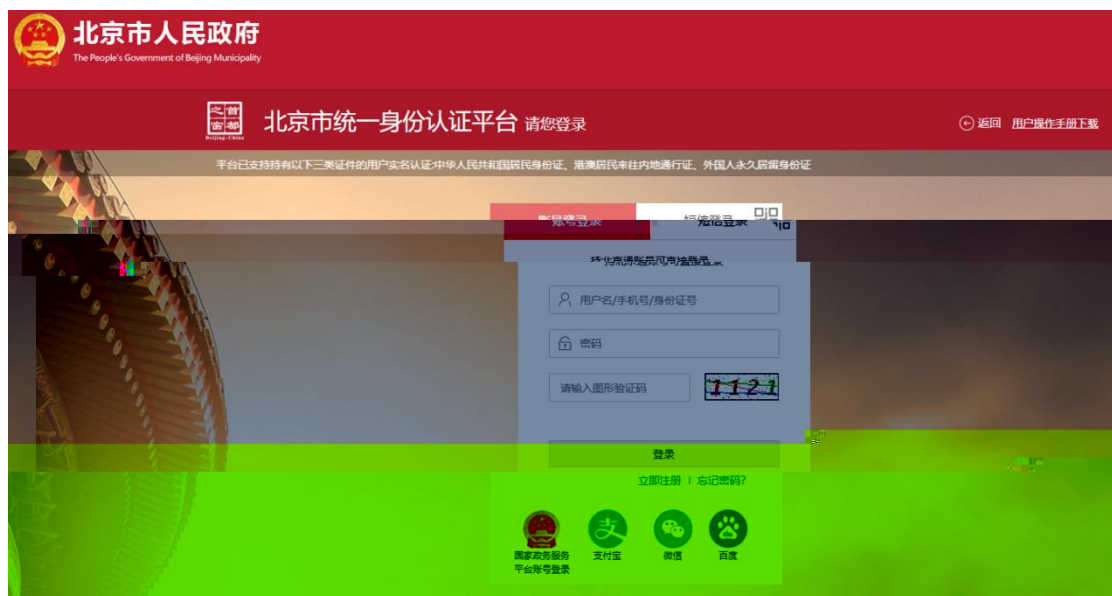 北京市人民政府
The People's Government of Beijing Municipality
首都之窗
Beijing-China
北京市统一身份认证平台 请您登录
返回 用户操作手册下载
平台已支持持有以下三类证件的用户实名认证:中华人民共和国居民身份证、港澳居民来往内地通行证、外国人永久居留身份证
账号登录 短信登录
用户名/手机号/身份证号
密码
请输入图形验证码 1121
登录
立即注册 | 忘记密码?
国家政务服务平台账号登录 支付宝 微信 百度